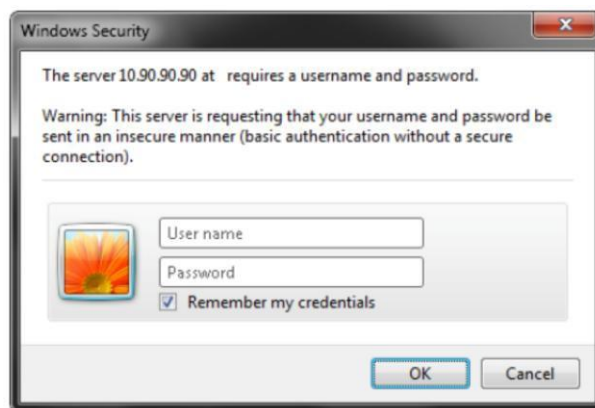 Windows Security
The server 10.90.90.90 at   requires a username and password.
Warning: This server is requesting that your username and password be
sent in an insecure manner (basic authentication without a secure
connection).
User name
Password
Remember my credentials
OK
Cancel